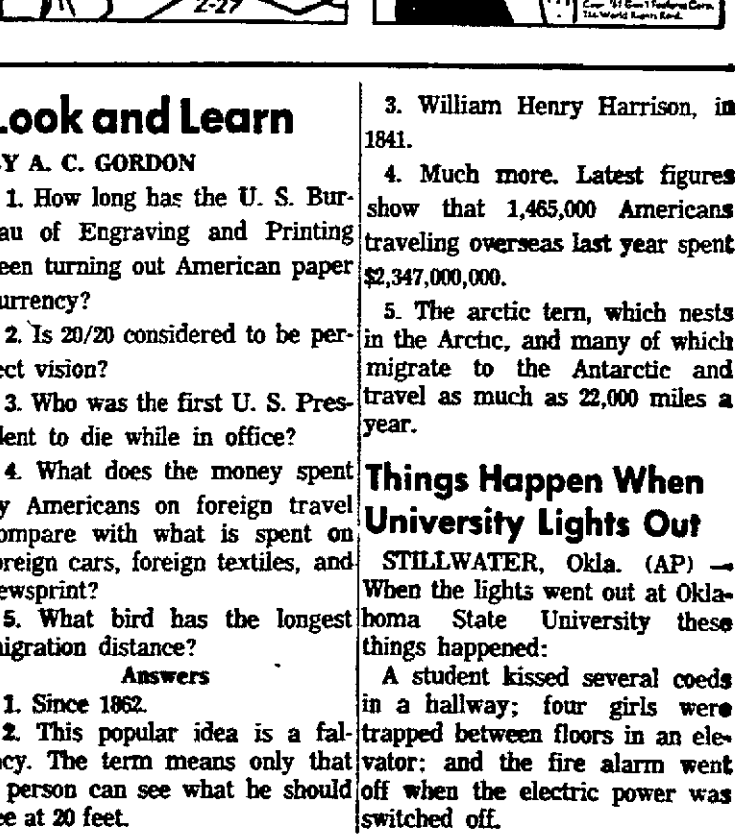 2-27
The World Rights Rsvd.
Look and Learn
BY A. C. GORDON
1. How long has the U. S. Bur-
eau of Engraving and Printing
been turning out American paper
currency?
2. Is 20/20 considered to be per-
fect vision?
3. Who was the first U. S. Pres-
ident to die while in office?
4. What does the money spent
by Americans on foreign travel
compare with what is spent on
foreign cars, foreign textiles, and
newsprint?
5. What bird has the longest
migration distance?
Answers
1. Since 1862.
2. This popular idea is a fal-
lacy. The term means only that
a person can see what he should
see at 20 feet.
3. William Henry Harrison, in
1841.
4. Much more. Latest figures
show that 1,465,000 Americans
traveling overseas last year spent
$2,347,000,000.
5. The arctic tern, which nests
in the Arctic, and many of which
migrate to the Antarctic and
travel as much as 22,000 miles a
year.
Things Happen When
University Lights Out
STILLWATER, Okla. (AP) —
When the lights went out at Okla-
homa State University these
things happened:
A student kissed several coeds
in a hallway; four girls were
trapped between floors in an ele-
vator; and the fire alarm went
off when the electric power was
switched off.